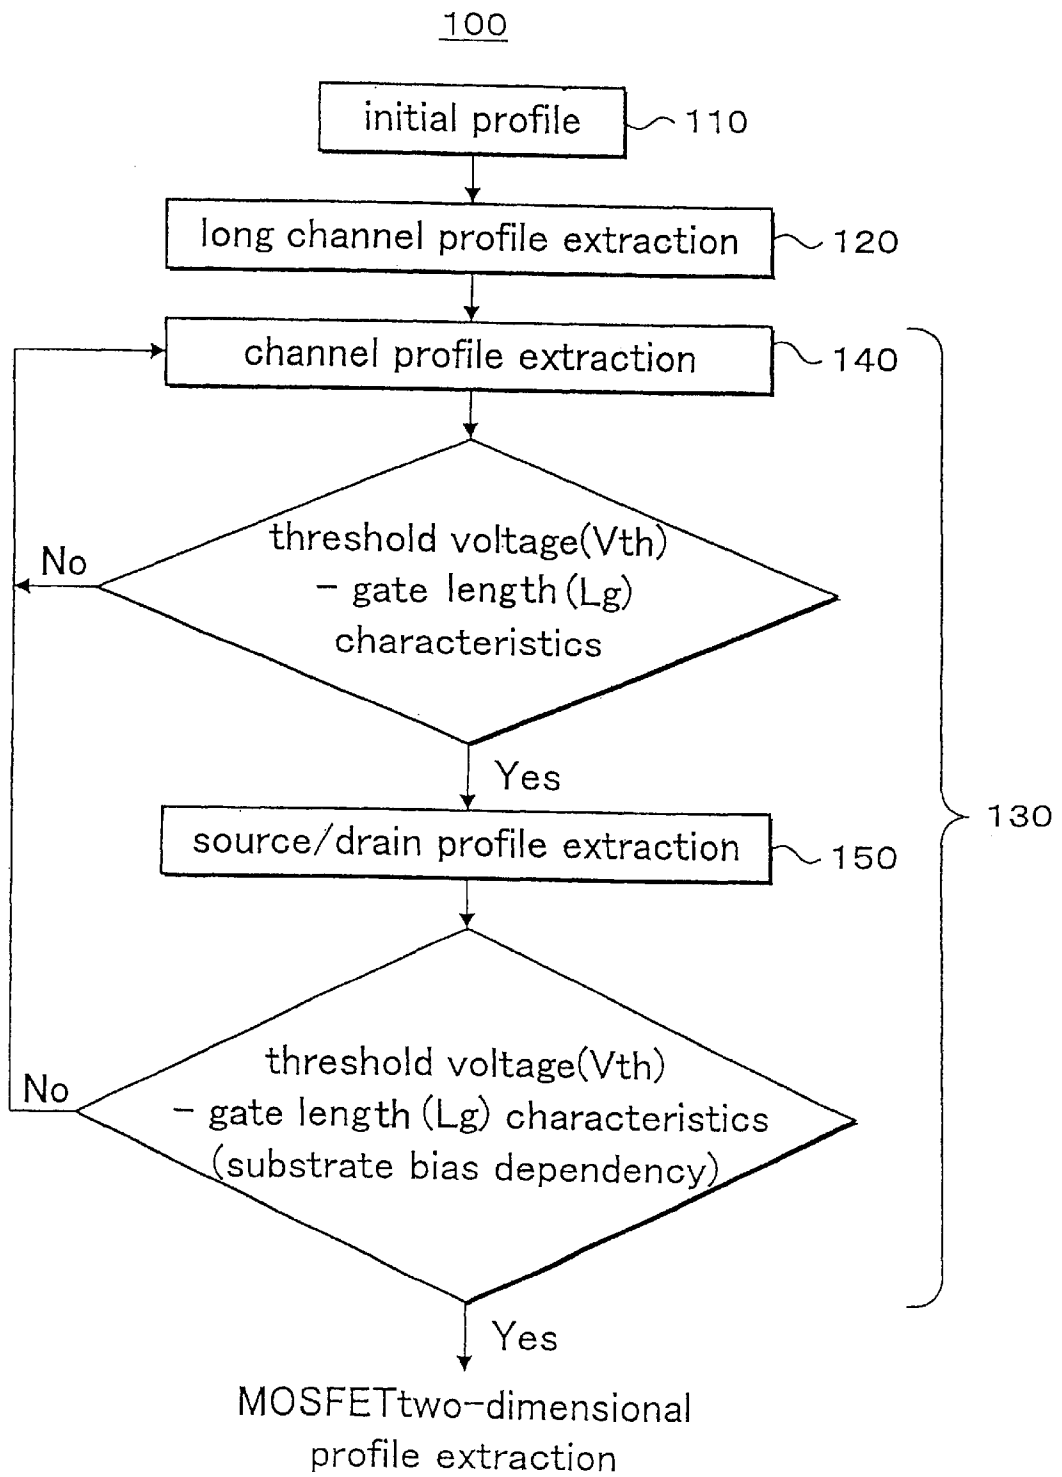 100
initial profile
110
long channel profile extraction
120
channel profile extraction
140
threshold voltage(Vth)
- gate length (Lg)
characteristics
No
Yes
130
source/drain profile extraction
150
threshold voltage(Vth)
- gate length (Lg) characteristics
(substrate bias dependency)
No
Yes
MOSFETtwo-dimensional
profile extraction